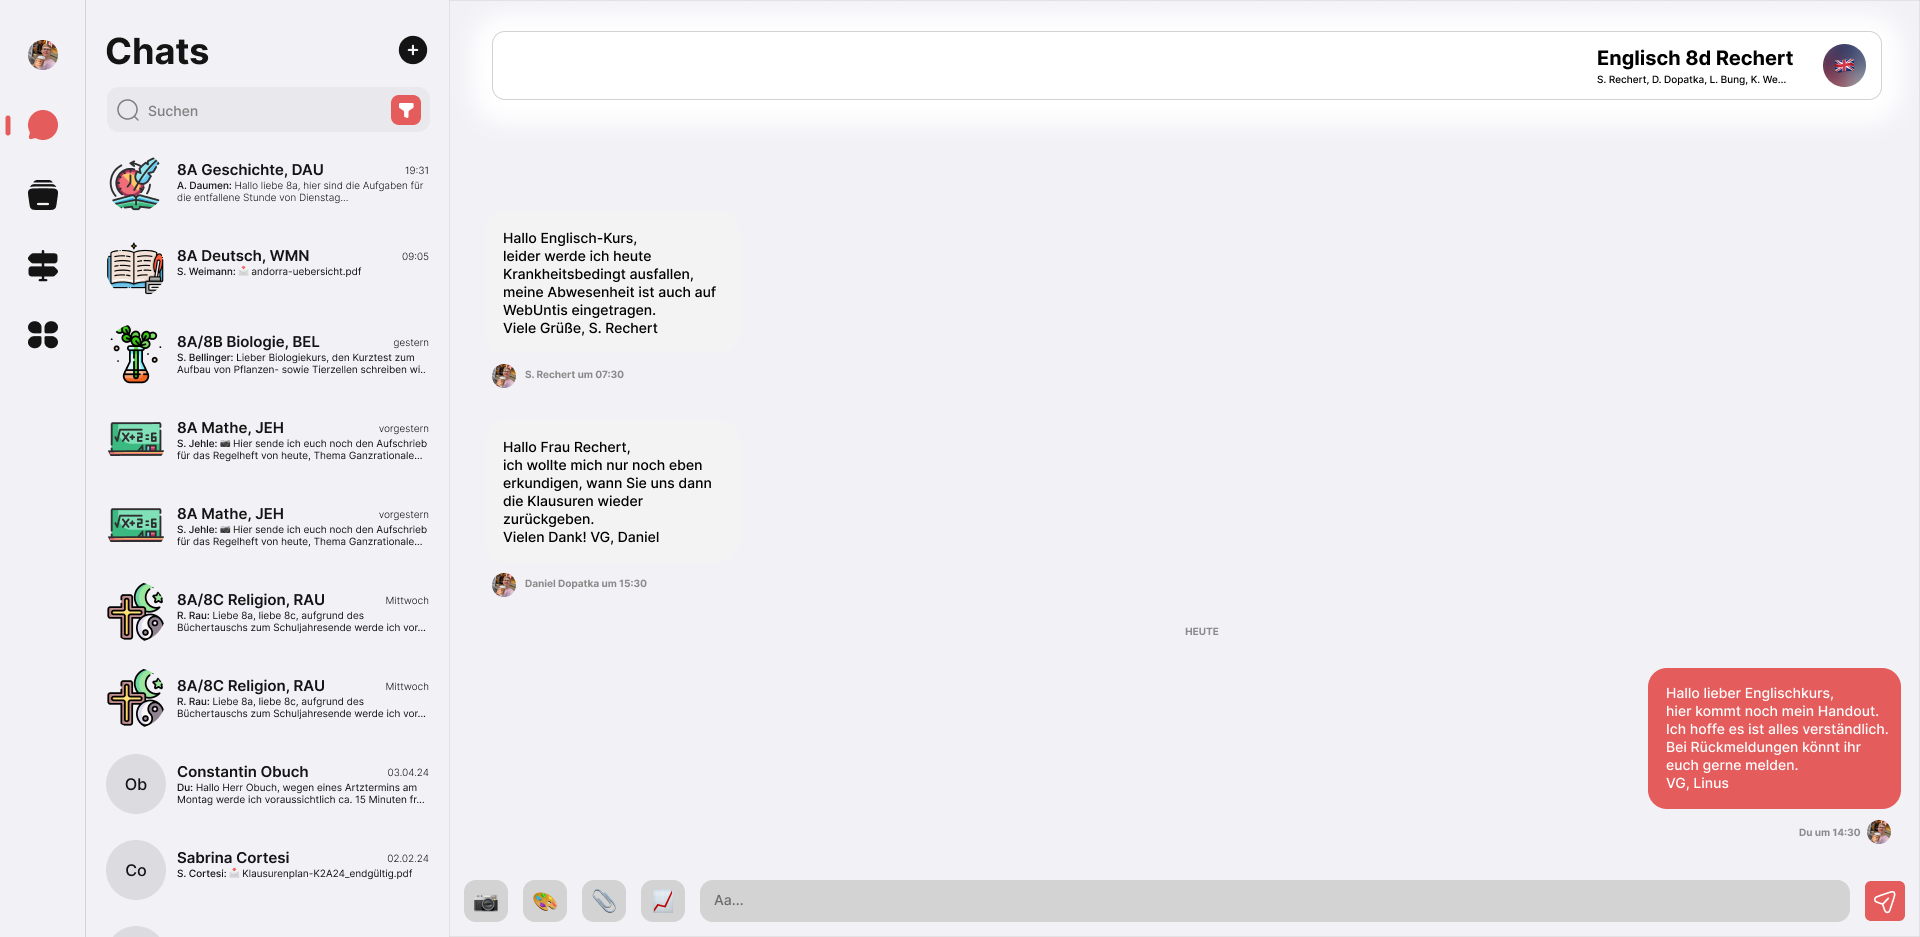 Chats
Suchen
8A Geschichte, DAU
19:31
A. Daumen: Hallo liebe 8a, hier sind die Aufgaben für
die entfallene Stunde von Dienstag...
8A Deutsch, WMN
09:05
S. Weimann: andorra-uebersicht.pdf
8A/8B Biologie, BEL
gestern
S. Bellinger: Lieber Biologiekurs, den Kurztest zum
Aufbau von Pflanzen- sowie Tierzellen schreiben wi..
√x+2=6
8A Mathe, JEH
vorgestern
S. Jehle: Hier sende ich euch noch den Aufschrieb
für das Regelheft von heute, Thema Ganzrationale...
√x+2=6
8A Mathe, JEH
vorgestern
S. Jehle: Hier sende ich euch noch den Aufschrieb
für das Regelheft von heute, Thema Ganzrationale...
8A/8C Religion, RAU
Mittwoch
R. Rau: Liebe 8a, liebe 8c, aufgrund des
Büchertauschs zum Schuljahresende werde ich vor...
8A/8C Religion, RAU
Mittwoch
R. Rau: Liebe 8a, liebe 8c, aufgrund des
Büchertauschs zum Schuljahresende werde ich vor...
Ob
Constantin Obuch
03.04.24
Du: Hallo Herr Obuch, wegen eines Artztermins am
Montag werde ich voraussichtlich ca. 15 Minuten fr...
Co
Sabrina Cortesi
02.02.24
S. Cortesi: Klausurenplan-K2A24_endgültig.pdf
Englisch 8d Rechert
S. Rechert, D. Dopatka, L. Bung, K. We...
Hallo Englisch-Kurs,
leider werde ich heute
Krankheitsbedingt ausfallen,
meine Abwesenheit ist auch auf
WebUntis eingetragen.
Viele Grüße, S. Rechert
S. Rechert um 07:30
Hallo Frau Rechert,
ich wollte mich nur noch eben
erkundigen, wann Sie uns dann
die Klausuren wieder
zurückgeben.
Vielen Dank! VG, Daniel
Daniel Dopatka um 15:30
HEUTE
Hallo lieber Englischkurs,
hier kommt noch mein Handout.
Ich hoffe es ist alles verständlich.
Bei Rückmeldungen könnt ihr
euch gerne melden.
VG, Linus
Du um 14:30
Aa...